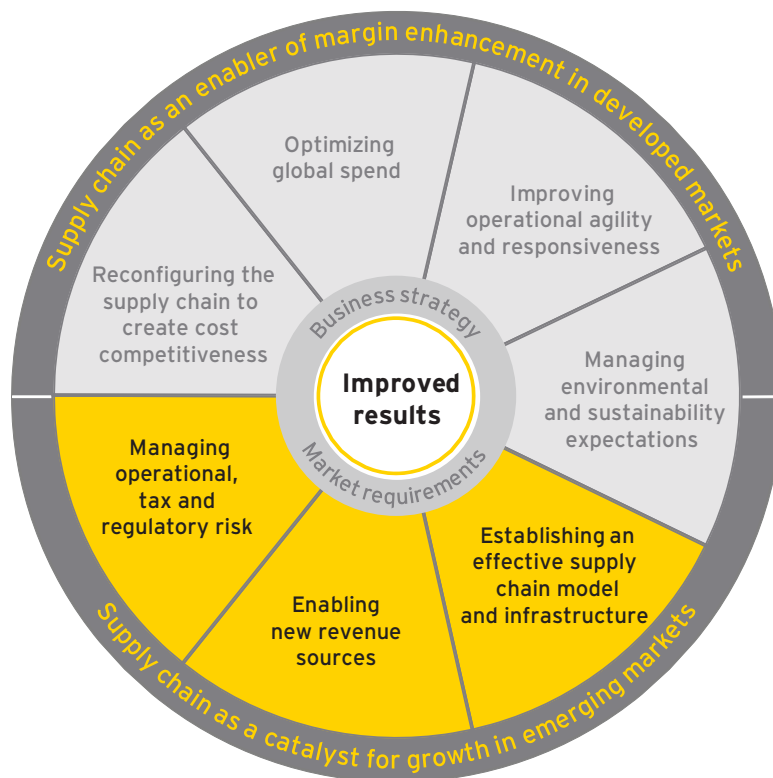 Supply chain as an enabler of margin enhancement in developed markets
Optimizing
global spend
Improving
operational agility
and responsiveness
Reconfiguring the
supply chain to
create cost
competitiveness
Business strategy
Improved
results
Market requirements
Managing
environmental
and sustainability
expectations
Managing
operational,
tax and
regulatory risk
Enabling
new revenue
sources
Establishing an
effective supply
chain model
and infrastructure
Supply chain as a catalyst for growth in emerging markets